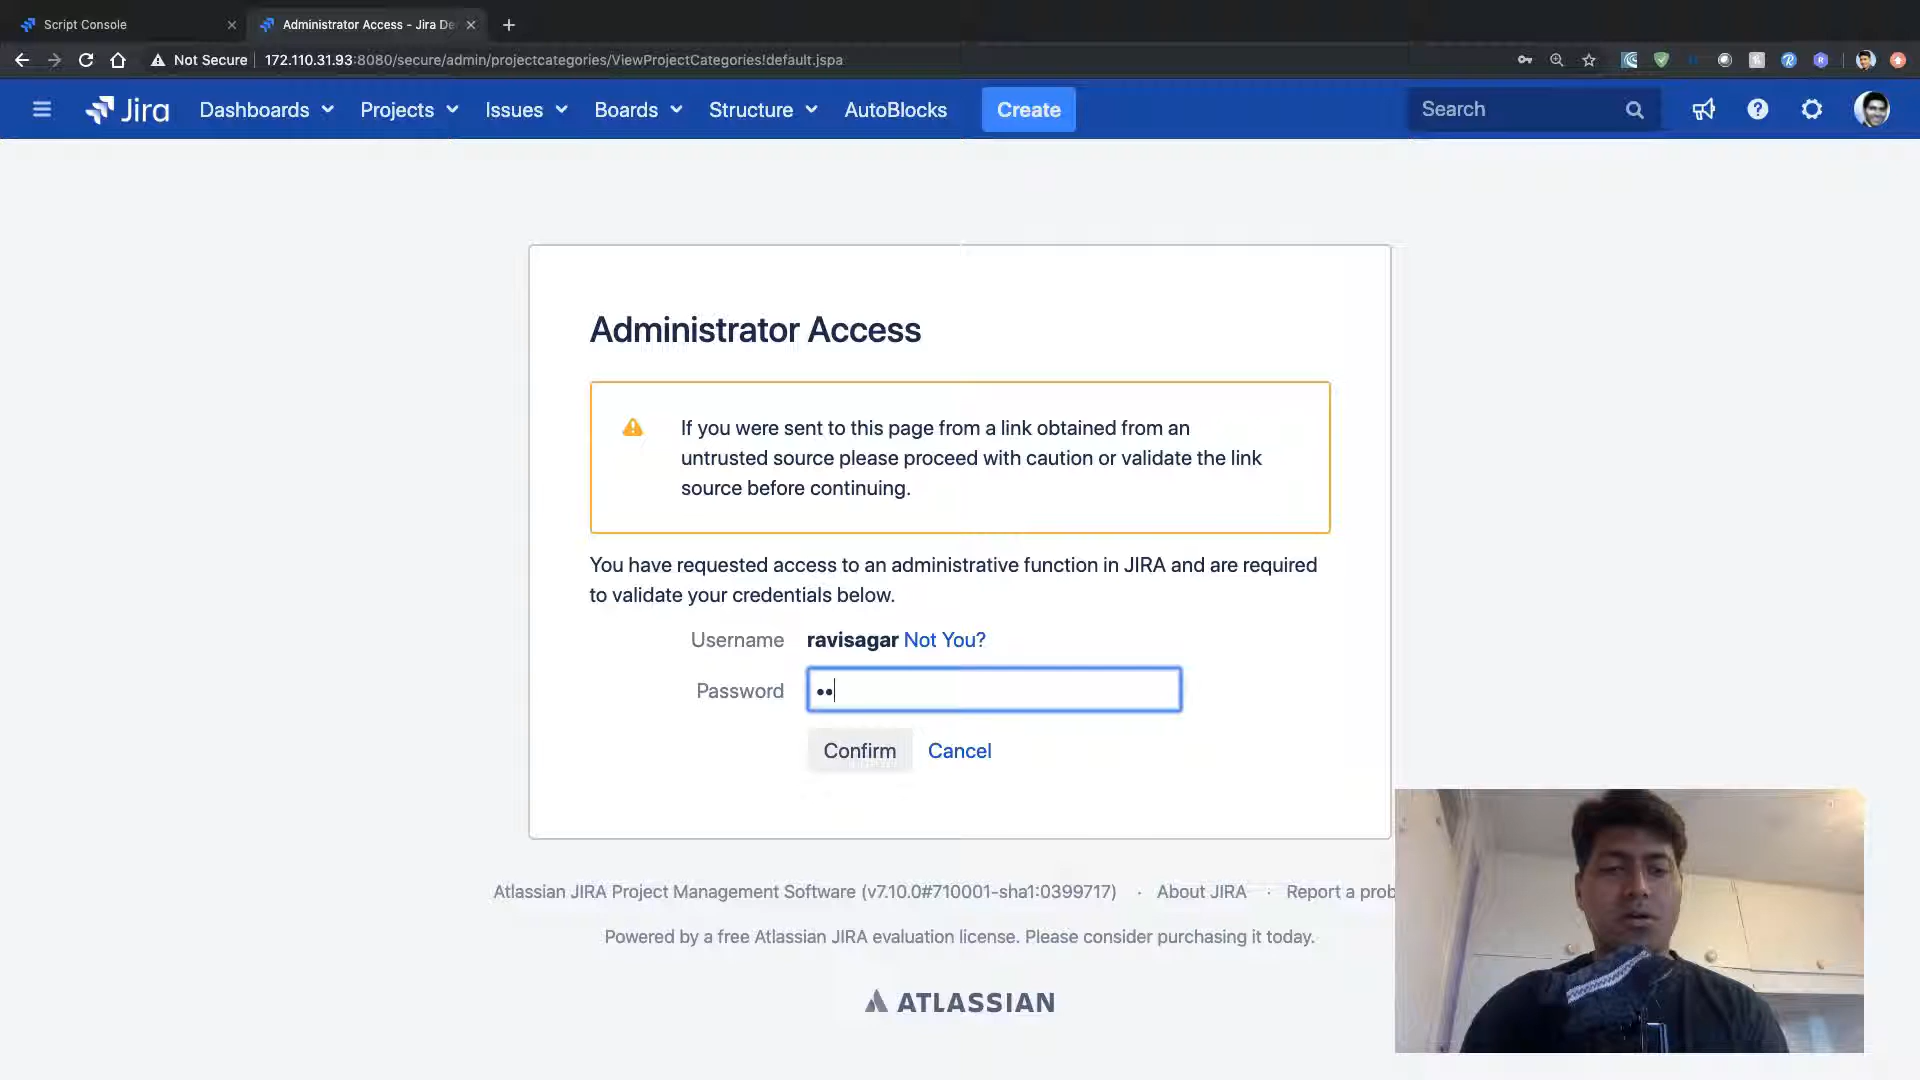 Script Console
Administrator Access - Jira De
Not Secure
172.110.31.93:8080/secure/admin/projectcategories/ViewProjectCategories!default.jspa
Jira
Dashboards
Projects
Issues
Boards
Structure
AutoBlocks
Create
Search
Administrator Access
If you were sent to this page from a link obtained from an
untrusted source please proceed with caution or validate the link
source before continuing.
You have requested access to an administrative function in JIRA and are required
to validate your credentials below.
Username ravisagar Not You?
Password ••
Confirm Cancel
Atlassian JIRA Project Management Software (v7.10.0#710001-sha1:0399717) · About JIRA · Report a prob
Powered by a free Atlassian JIRA evaluation license. Please consider purchasing it today.
ATLASSIAN